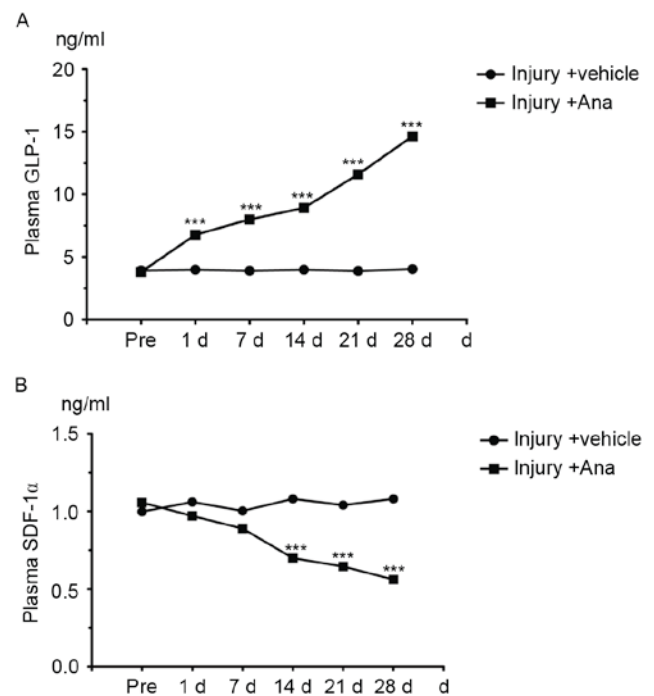 A
ng/ml
20
15
10
5
0
Plasma GLP-1
Injury +vehicle
Injury +Ana
***
***
***
***
***
Pre 1 d 7 d 14 d 21 d 28 d d
B
ng/ml
1.5
1.0
0.5
0.0
Plasma SDF-1α
Injury +vehicle
Injury +Ana
***
***
***
Pre 1 d 7 d 14 d 21 d 28 d d